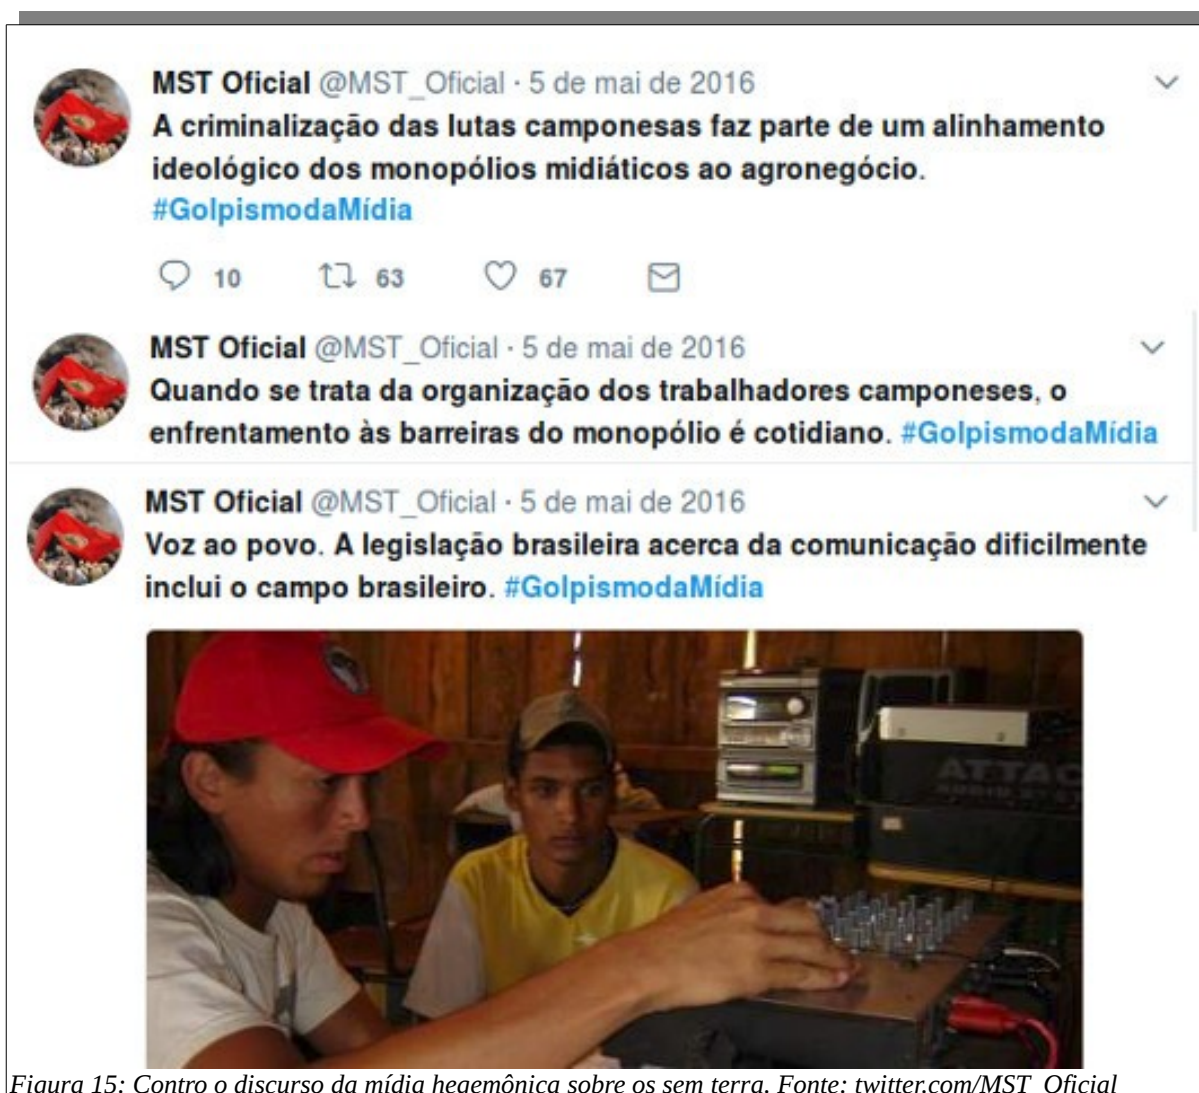 MST Oficial @MST_Oficial · 5 de mai de 2016
A criminalização das lutas camponesas faz parte de um alinhamento
ideológico dos monopólios midiáticos ao agronegócio.
#GolpismodaMídia
10 63 67
MST Oficial @MST_Oficial · 5 de mai de 2016
Quando se trata da organização dos trabalhadores camponeses, o
enfrentamento às barreiras do monopólio é cotidiano. #GolpismodaMídia
MST Oficial @MST_Oficial · 5 de mai de 2016
Voz ao povo. A legislação brasileira acerca da comunicação dificilmente
inclui o campo brasileiro. #GolpismodaMídia
ATTAC
Figura 15: Contro o discurso da mídia hegemônica sobre os sem terra. Fonte: twitter.com/MST_Oficial